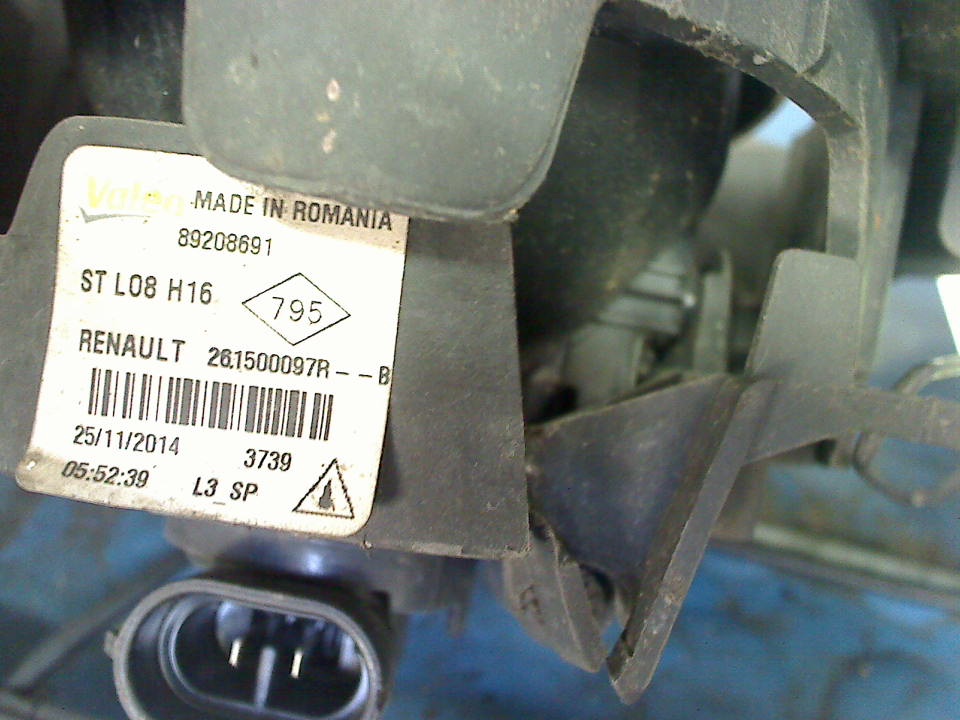 Valeo MADE IN ROMANIA
89208691
ST L08 H16 795
RENAULT 261500097R--B
25/11/2014 3739
05:52:39 L3_SP